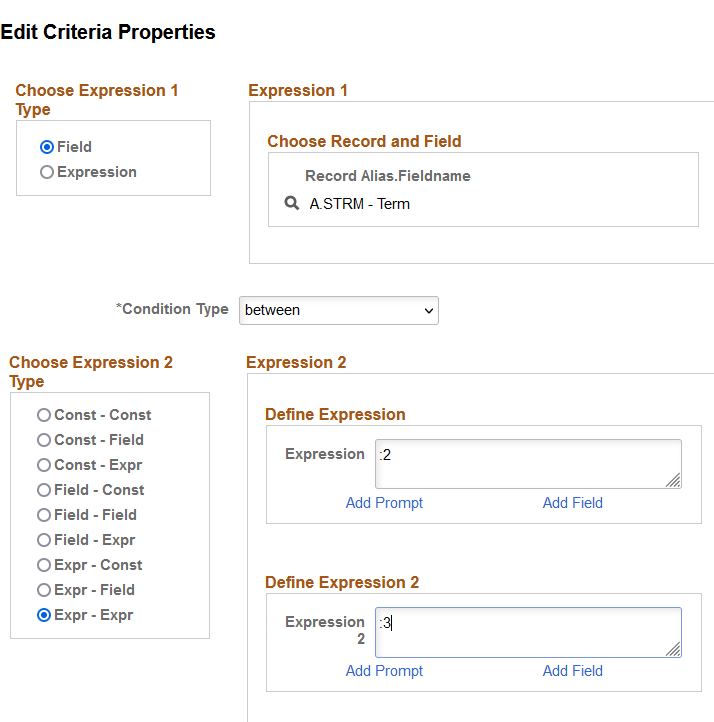 Edit Criteria Properties
Choose Expression 1
Type
Field
Expression
Expression 1
Choose Record and Field
Record Alias.Fieldname
A.STRM - Term
*Condition Type
between
Choose Expression 2
Type
Const - Const
Const - Field
Const - Expr
Field - Const
Field - Field
Field - Expr
Expr - Const
Expr - Field
Expr - Expr
Expression 2
Define Expression
Expression
:2
Add Prompt
Add Field
Define Expression 2
Expression
2
:3
Add Prompt
Add Field